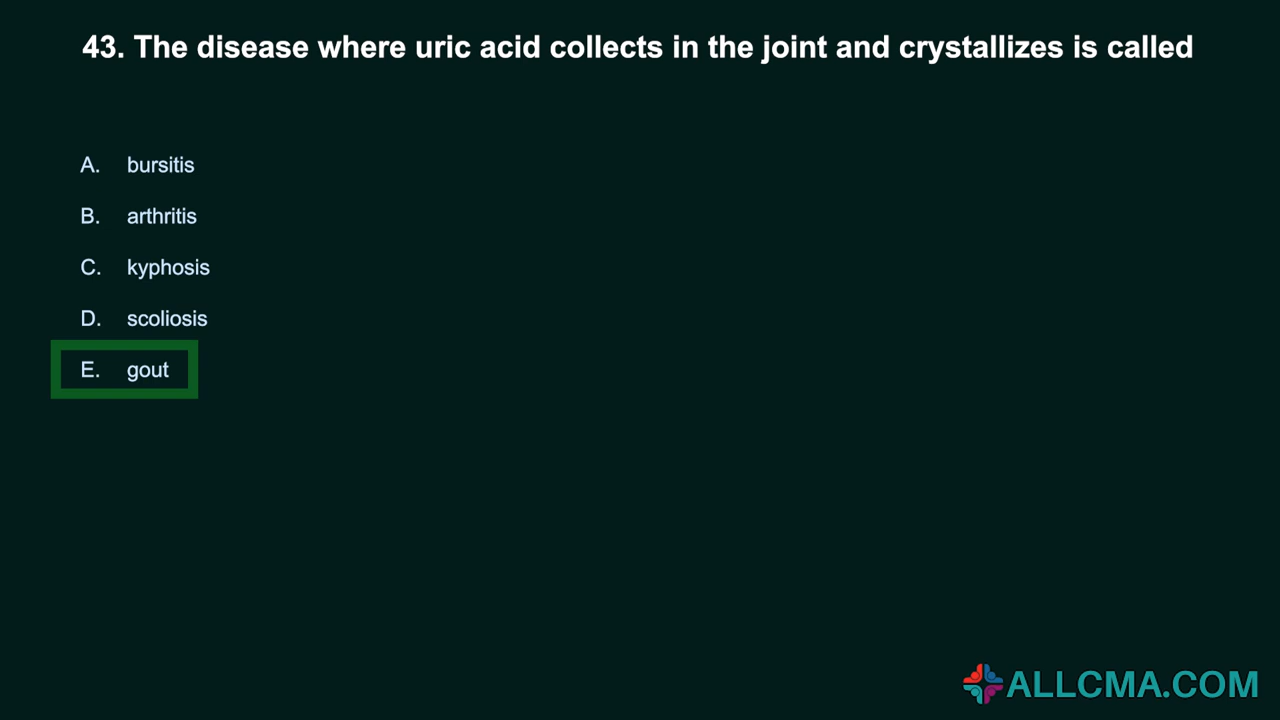 43. The disease where uric acid collects in the joint and crystallizes is called
A. bursitis
B. arthritis
C. kyphosis
D. scoliosis
E. gout
ALLCMA.COM